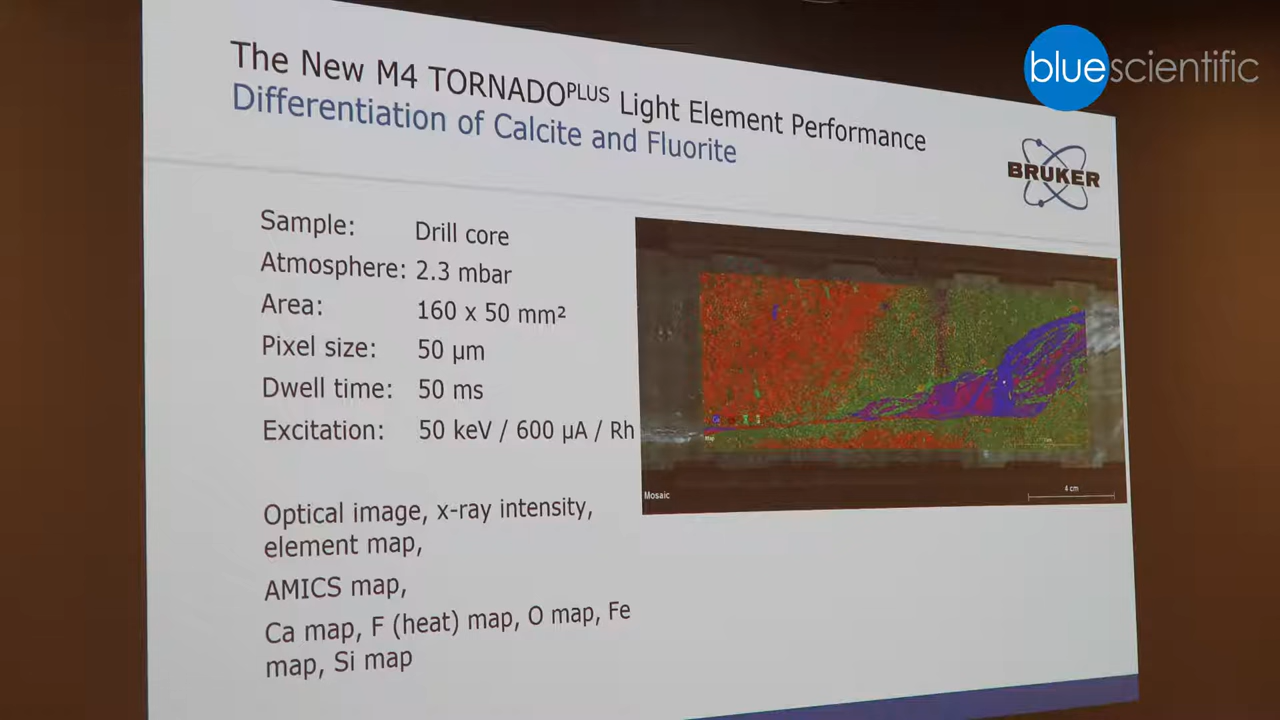 bluescientific
The New M4 TORNADOPLUS Light Element Performance
Differentiation of Calcite and Fluorite
BRUKER
Sample: Drill core
Atmosphere: 2.3 mbar
Area: 160 x 50 mm²
Pixel size: 50 µm
Dwell time: 50 ms
Excitation: 50 keV / 600 µA / Rh
Optical image, x-ray intensity,
element map,
AMICS map,
Ca map, F (heat) map, O map, Fe
map, Si map
Mosaic
4 cm